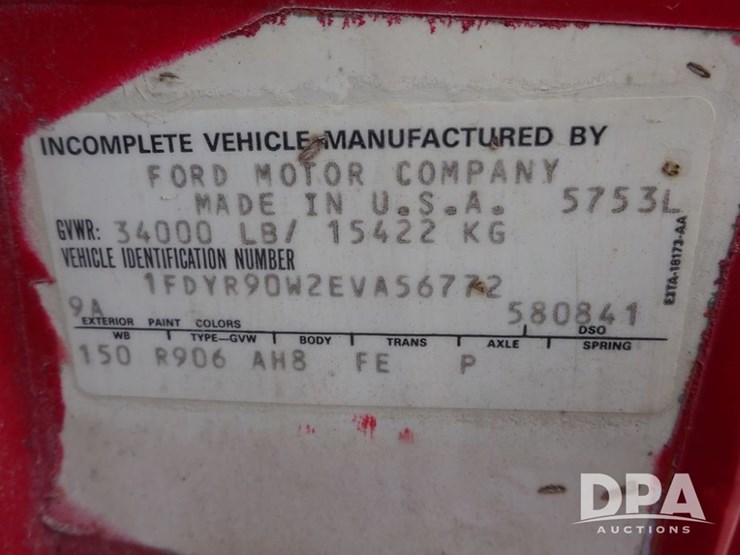 INCOMPLETE VEHICLE MANUFACTURED BY
FORD MOTOR COMPANY
MADE IN U.S.A. 5753L
GVWR: 34000 LB/ 15422 KG
VEHICLE IDENTIFICATION NUMBER
1FDYR90W2EVA56772
E3TA-18173-AA
9A 580841
EXTERIOR PAINT COLORS DSO
WB TYPE—GVW BODY TRANS AXLE SPRING
150 R906 AH8 FE P
DPA
AUCTIONS